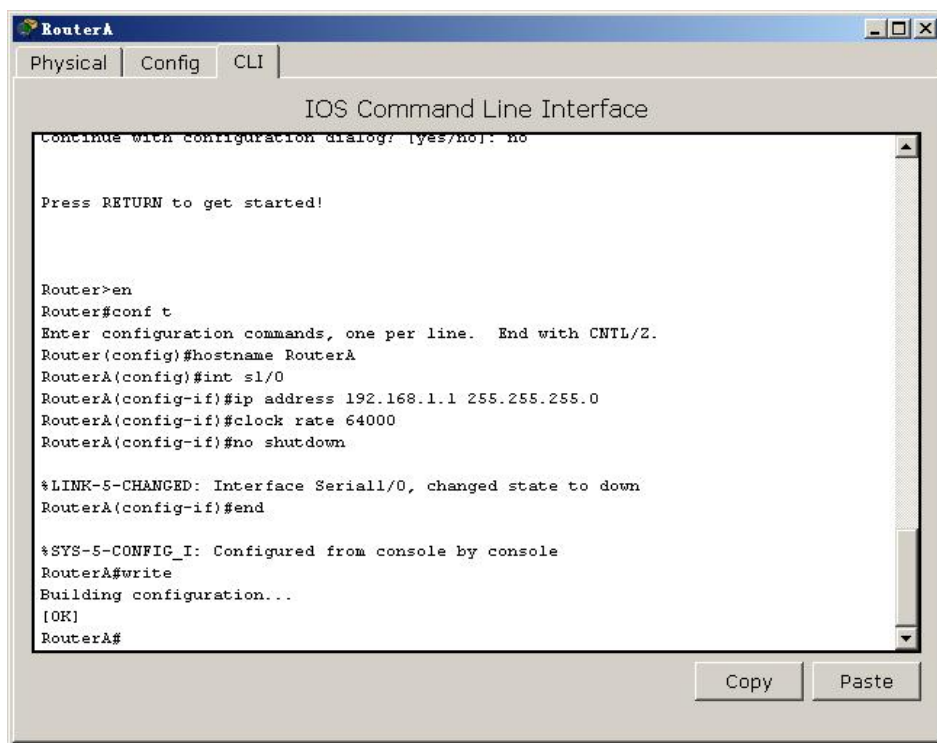 RouterA
Physical Config CLI
IOS Command Line Interface
Continue with configuration dialog? [yes/no]: no
Press RETURN to get started!
Router>en
Router#conf t
Enter configuration commands, one per line.  End with CNTL/Z.
Router(config)#hostname RouterA
RouterA(config)#int s1/0
RouterA(config-if)#ip address 192.168.1.1 255.255.255.0
RouterA(config-if)#clock rate 64000
RouterA(config-if)#no shutdown
%LINK-5-CHANGED: Interface Serial1/0, changed state to down
RouterA(config-if)#end
%SYS-5-CONFIG_I: Configured from console by console
RouterA#write
Building configuration...
[OK]
RouterA#
Copy Paste